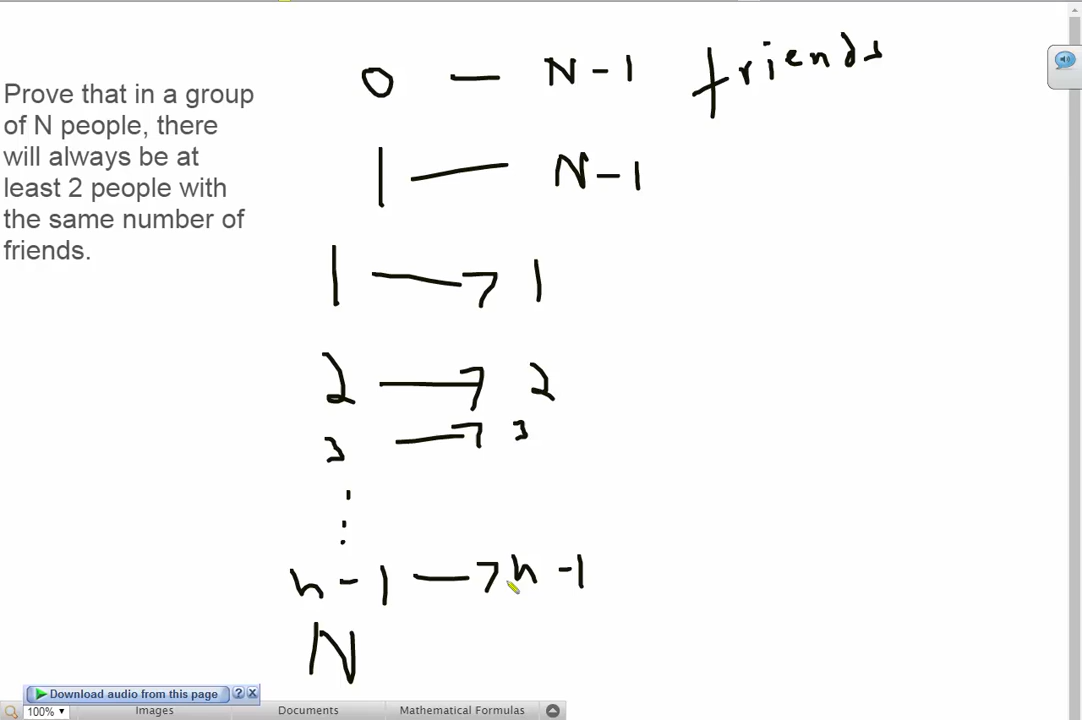 Prove that in a group
of N people, there
will always be at
least 2 people with
the same number of
friends.
0 — N-1 friends
1 — N-1
1 → 1
2 → 2
3 → 3
⋮
n-1 → n-1
N
Download audio from this page ?
100% ▼ Images Documents Mathematical Formulas